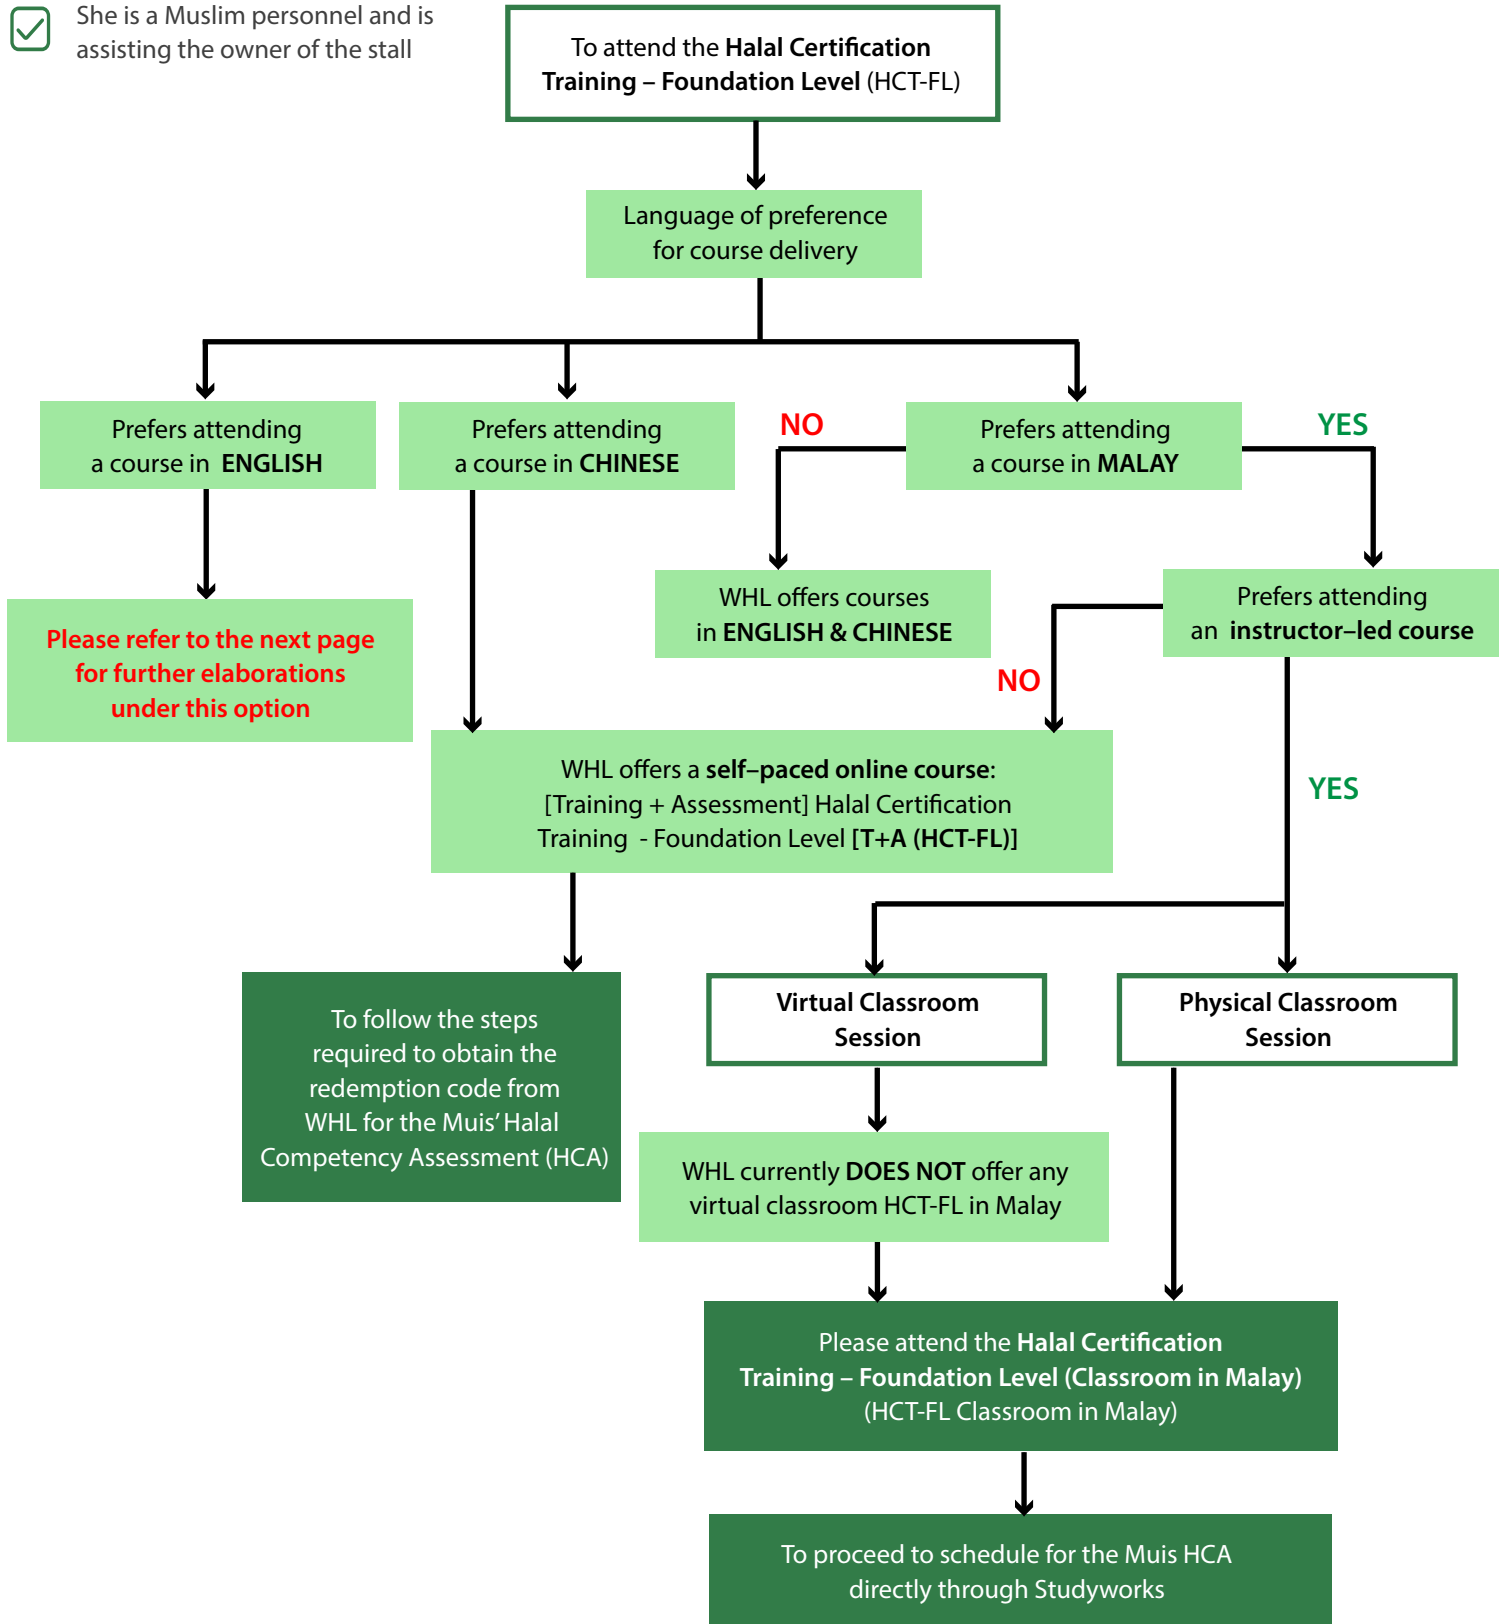 She is a Muslim personnel and is
assisting the owner of the stall
To attend the Halal Certification
Training – Foundation Level (HCT-FL)
Language of preference
for course delivery
Prefers attending
a course in ENGLISH
Prefers attending
a course in CHINESE
NO
Prefers attending
a course in MALAY
YES
Please refer to the next page
for further elaborations
under this option
WHL offers courses
in ENGLISH & CHINESE
Prefers attending
an instructor–led course
NO
WHL offers a self–paced online course:
[Training + Assessment] Halal Certification
Training - Foundation Level [T+A (HCT-FL)]
YES
To follow the steps
required to obtain the
redemption code from
WHL for the Muis’ Halal
Competency Assessment (HCA)
Virtual Classroom
Session
Physical Classroom
Session
WHL currently DOES NOT offer any
virtual classroom HCT-FL in Malay
Please attend the Halal Certification
Training – Foundation Level (Classroom in Malay)
(HCT-FL Classroom in Malay)
To proceed to schedule for the Muis HCA
directly through Studyworks